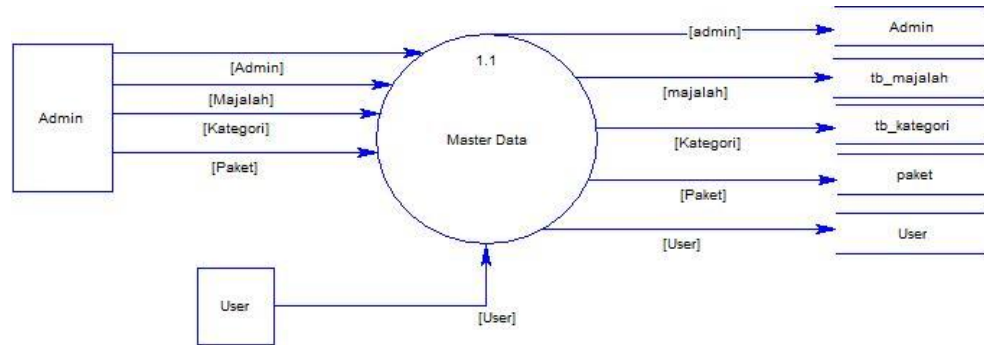 Admin
[Admin]
[Majalah]
[Kategori]
[Paket]
User
[User]
1.1
Master Data
[admin]
[majalah]
[Kategori]
[Paket]
[User]
Admin
tb_majalah
tb_kategori
paket
User